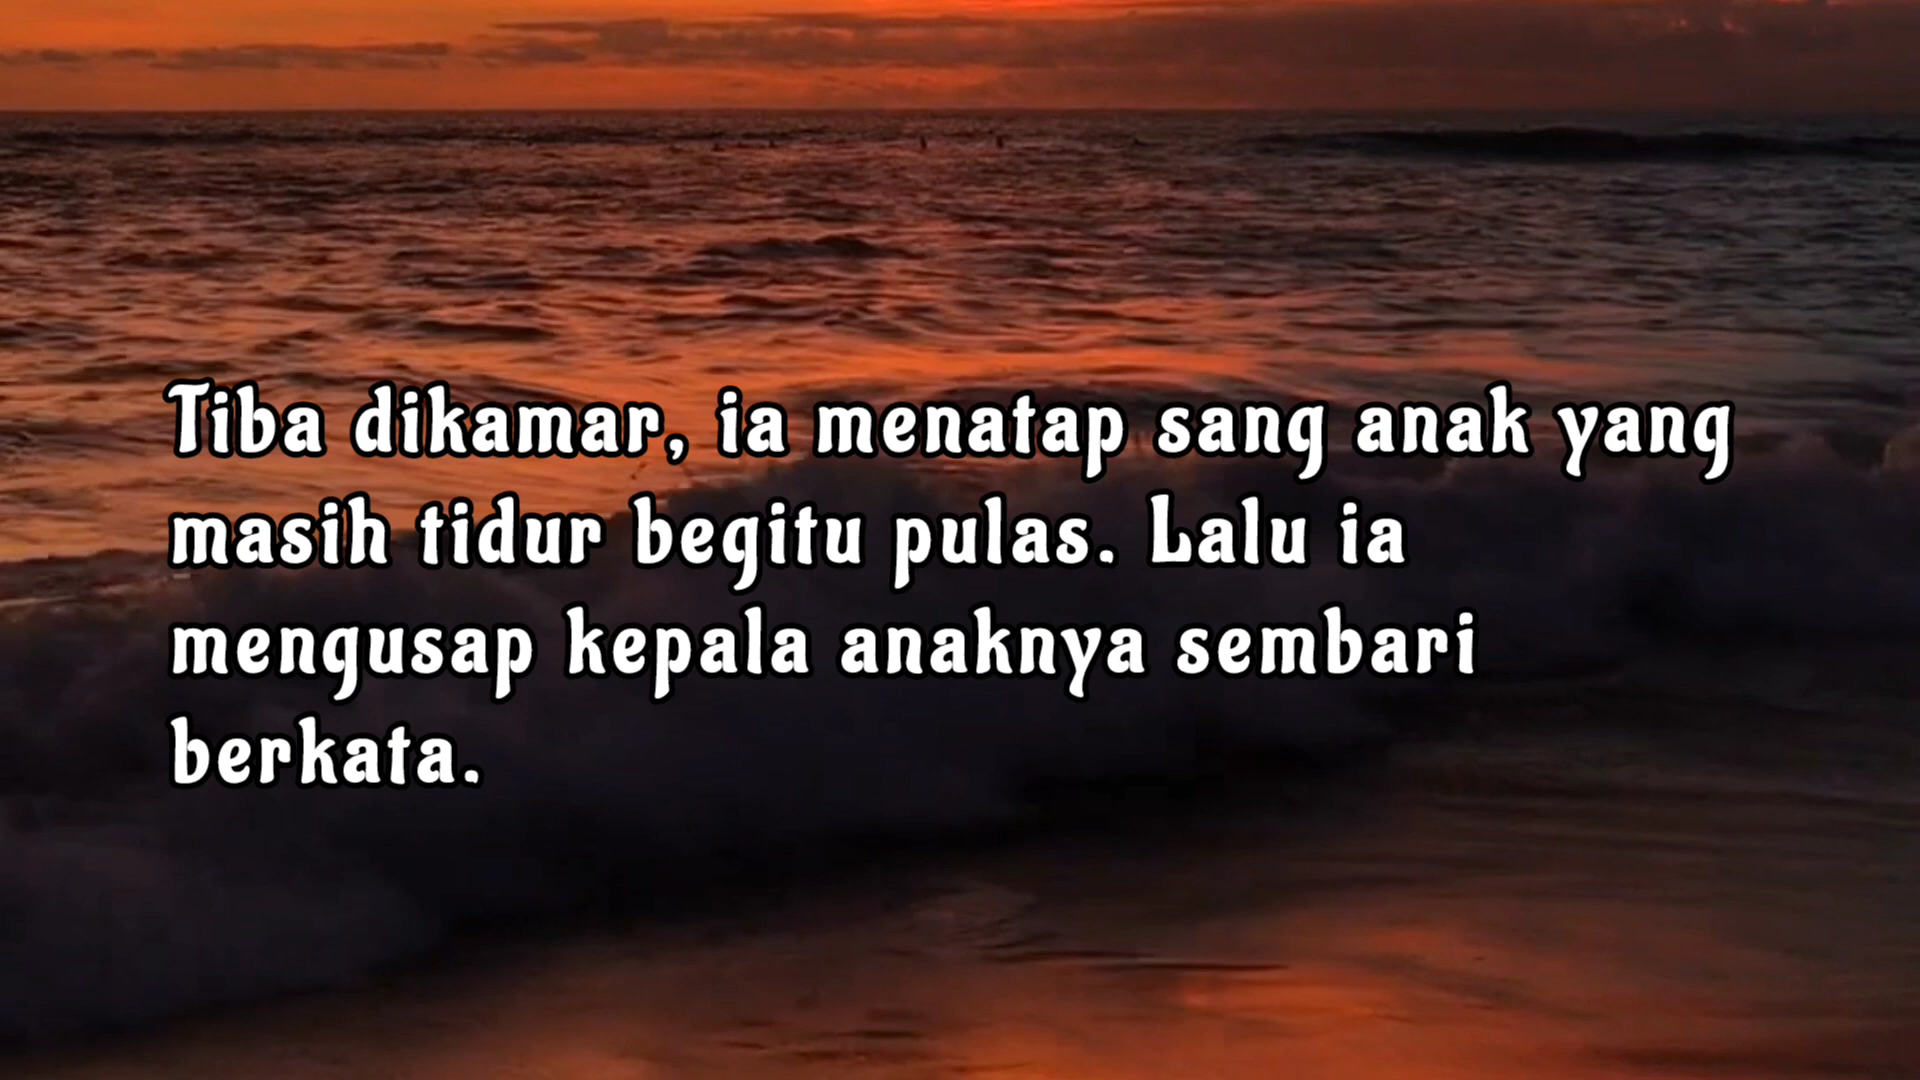 Tiba dikamar, ia menatap sang anak yang
masih tidur begitu pulas. Lalu ia
mengusap kepala anaknya sembari
berkata.